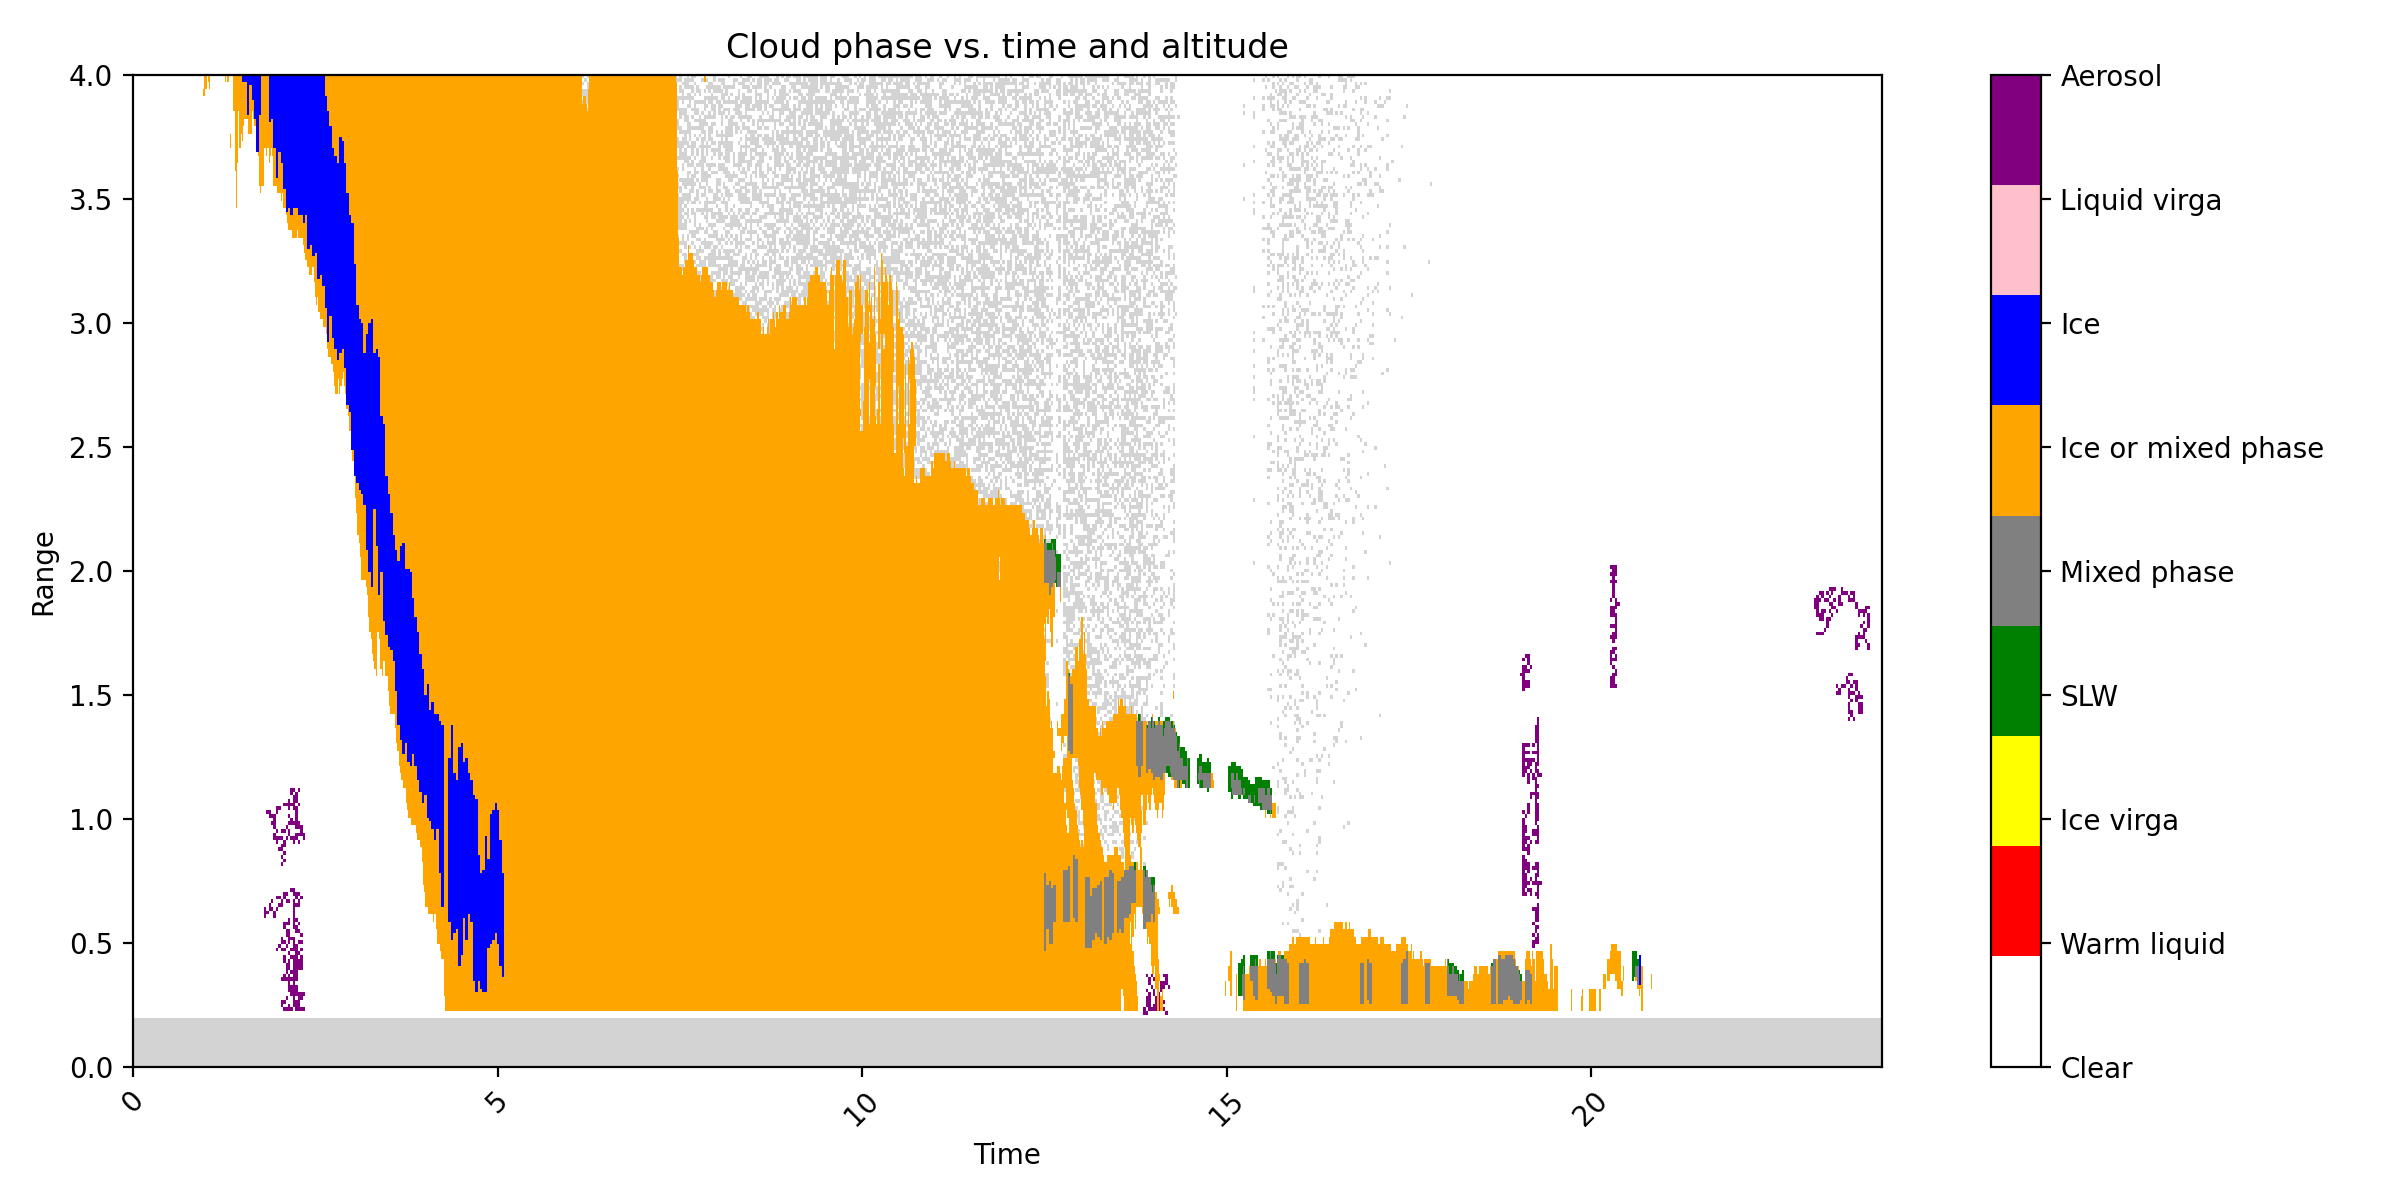 Cloud phase vs. time and altitude
4.0
3.5
3.0
2.5
2.0
1.5
1.0
0.5
0.0
Range
0
5
10
15
20
Time
Aerosol
Liquid virga
Ice
Ice or mixed phase
Mixed phase
SLW
Ice virga
Warm liquid
Clear